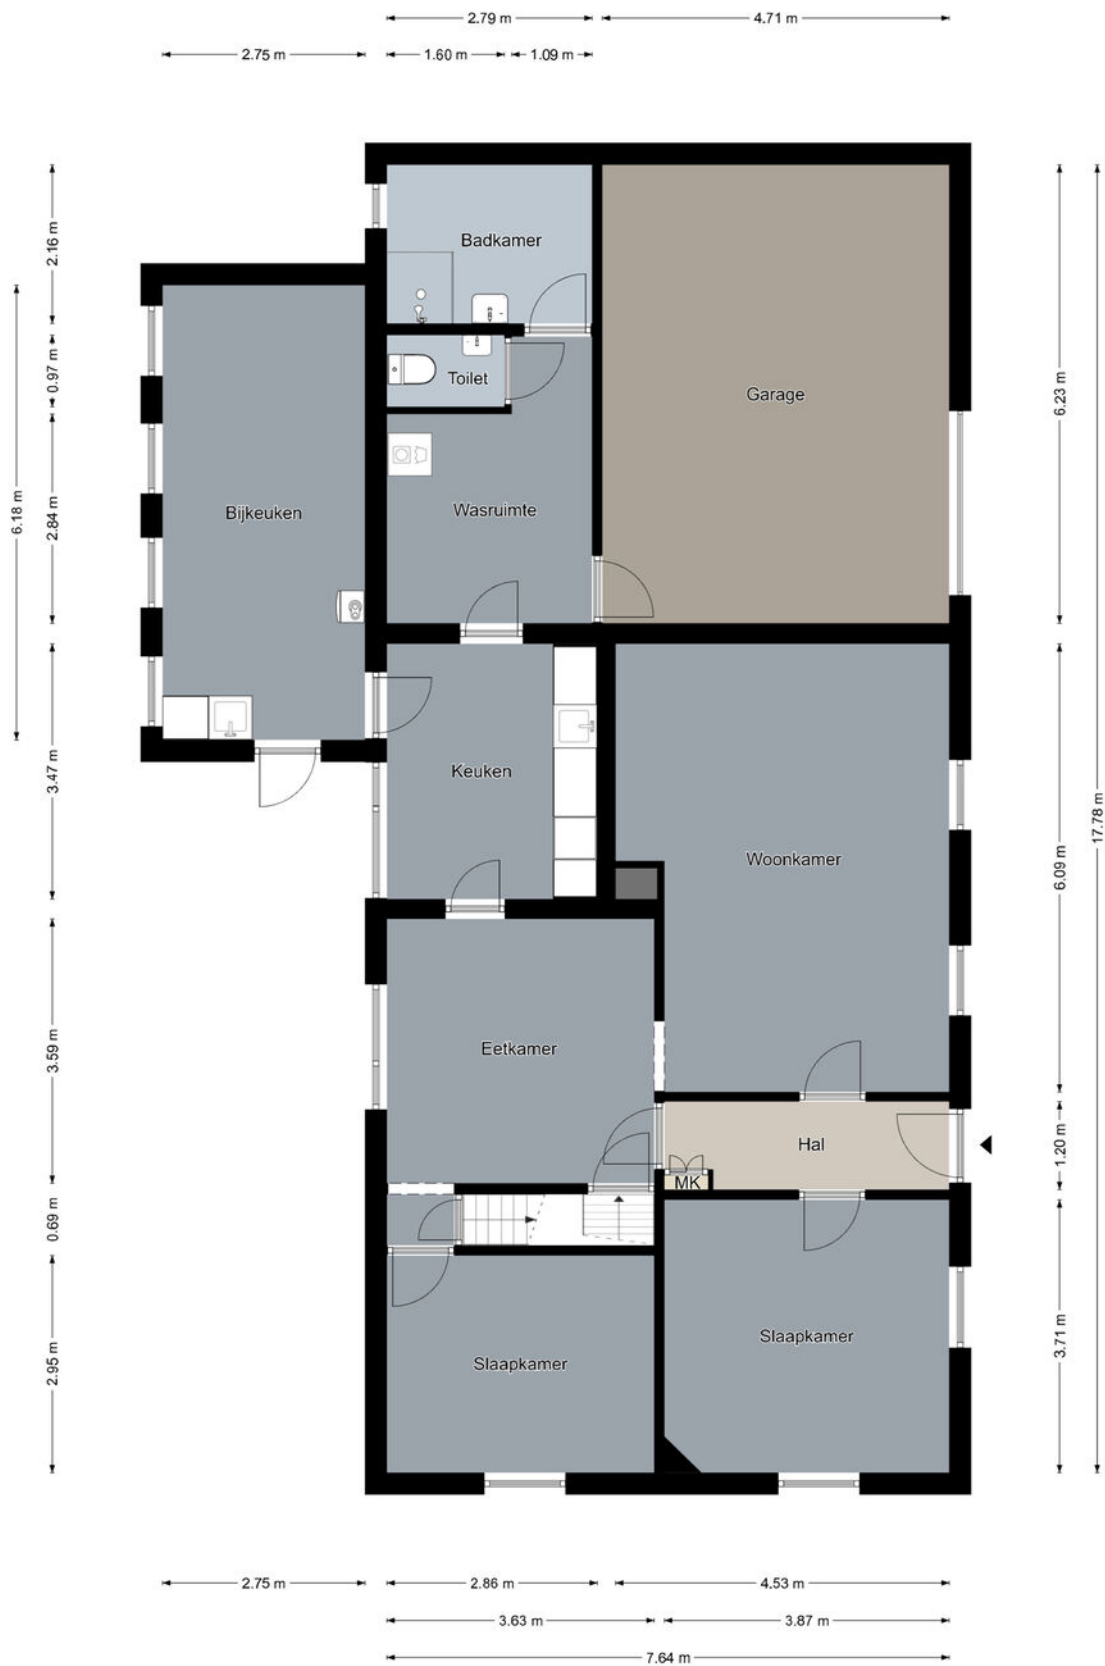 2.79 m
4.71 m
2.75 m
1.60 m
1.09 m
Badkamer
2.16 m
0.97 m
Toilet
Garage
6.23 m
6.18 m
2.84 m
Bijkeuken
Wasruimte
Keuken
3.47 m
17.78 m
Woonkamer
6.09 m
Eetkamer
3.59 m
Hal
1.20 m
MK
0.69 m
Slaapkamer
Slaapkamer
2.95 m
3.71 m
2.75 m
2.86 m
4.53 m
3.63 m
3.87 m
7.64 m